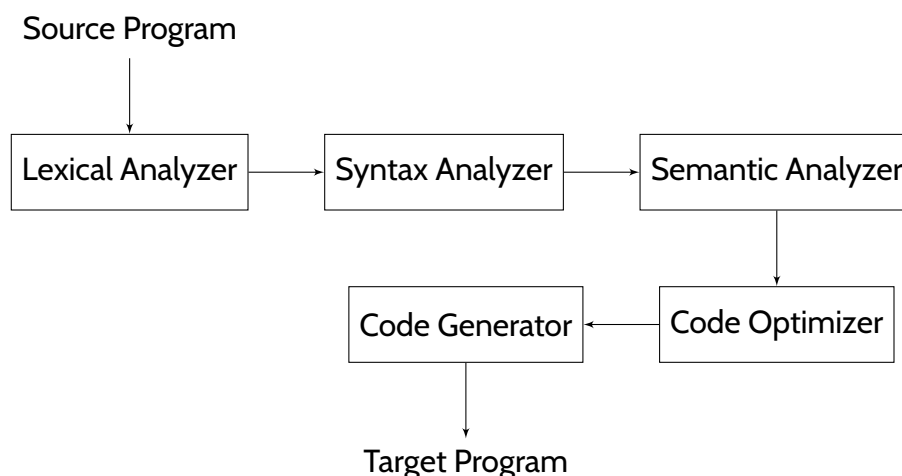 Source Program
Lexical Analyzer
Syntax Analyzer
Semantic Analyzer
Code Optimizer
Code Generator
Target Program